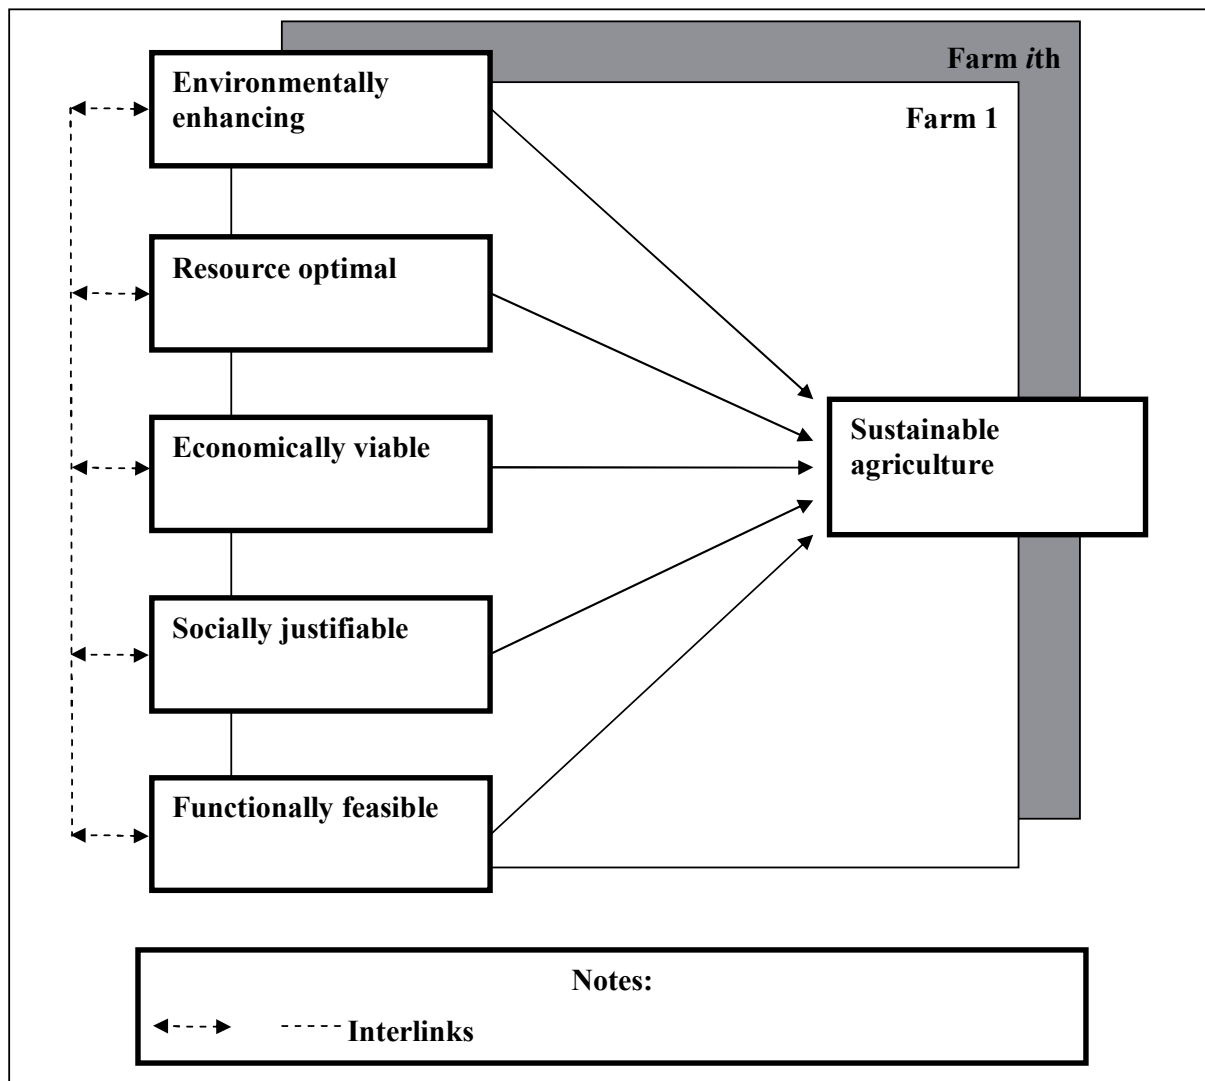 Farm ith
Farm 1
Environmentally
enhancing
Resource optimal
Economically viable
Sustainable
agriculture
Socially justifiable
Functionally feasible
Notes:
Interlinks